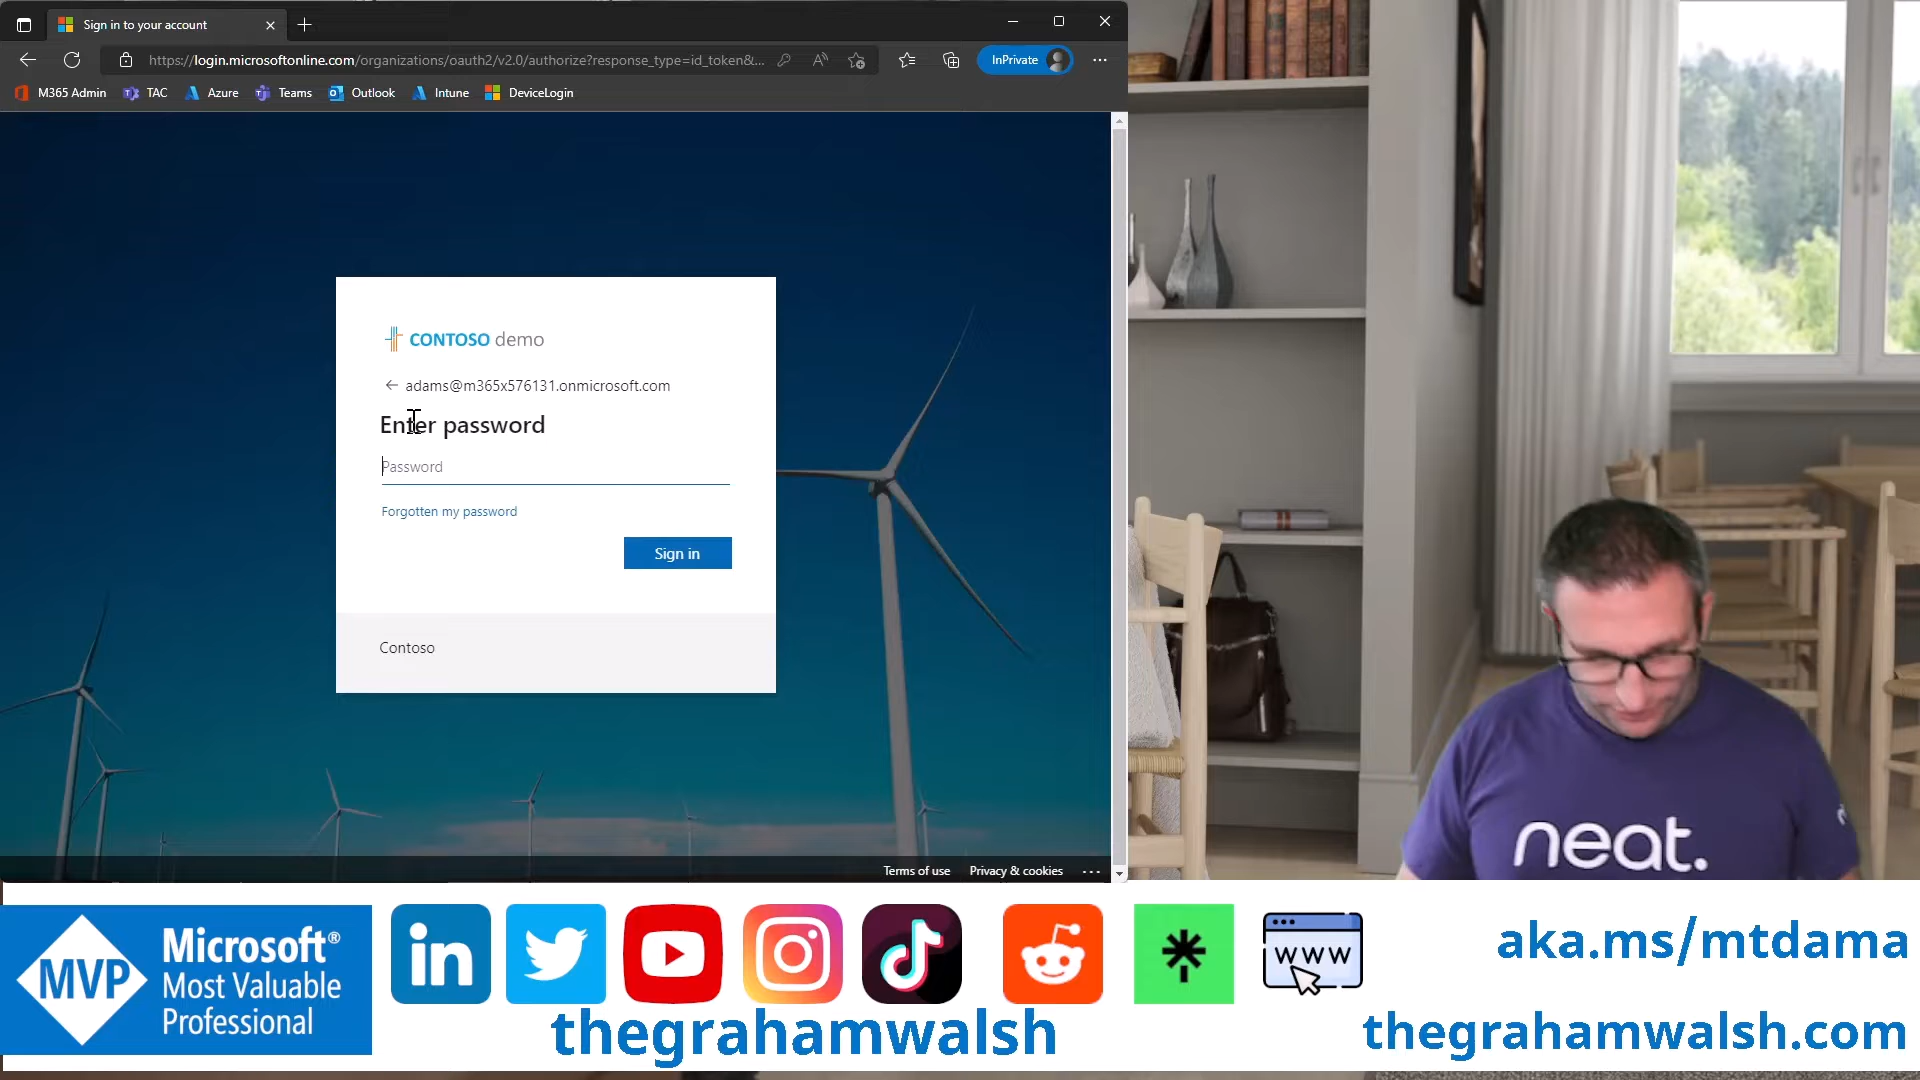 Sign in to your account
InPrivate
https://login.microsoftonline.com/organizations/oauth2/v2.0/authorize?response_type=id_token&...
M365 Admin
TAC
Azure
Teams
Outlook
Intune
DeviceLogin
CONTOSO demo
adams@m365x576131.onmicrosoft.com
Enter password
Password
Forgotten my password
Sign in
Contoso
Terms of use
Privacy & cookies
neat.
MVP
Microsoft®
Most Valuable
Professional
in
WWW
thegrahamwalsh
aka.ms/mtdama
thegrahamwalsh.com